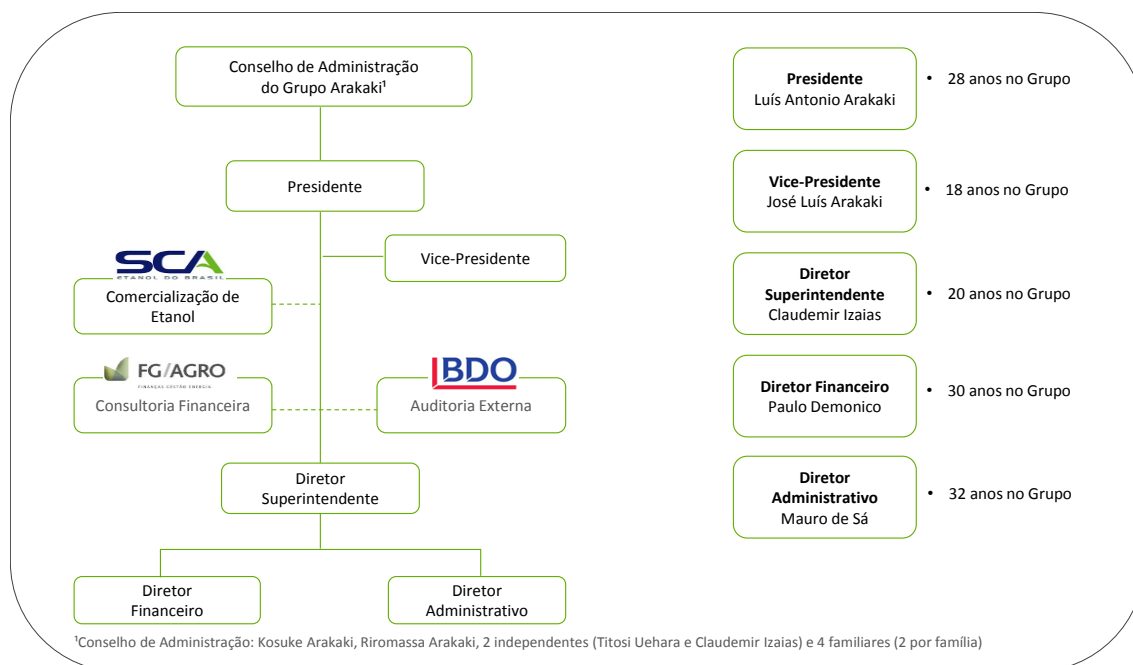 Conselho de Administração
do Grupo Arakaki¹
Presidente
Vice-Presidente
SCA
ETANOL DO BRASIL
Comercialização de
Etanol
FG/AGRO
FINANÇAS GESTÃO ENERGIA
Consultoria Financeira
BDO
Auditoria Externa
Diretor
Superintendente
Diretor
Financeiro
Diretor
Administrativo
Presidente
Luís Antonio Arakaki
• 28 anos no Grupo
Vice-Presidente
José Luís Arakaki
• 18 anos no Grupo
Diretor
Superintendente
Claudemir Izaias
• 20 anos no Grupo
Diretor Financeiro
Paulo Demonico
• 30 anos no Grupo
Diretor
Administrativo
Mauro de Sá
• 32 anos no Grupo
¹Conselho de Administração: Kosuke Arakaki, Riromassa Arakaki, 2 independentes (Titosi Uehara e Claudemir Izaias) e 4 familiares (2 por família)